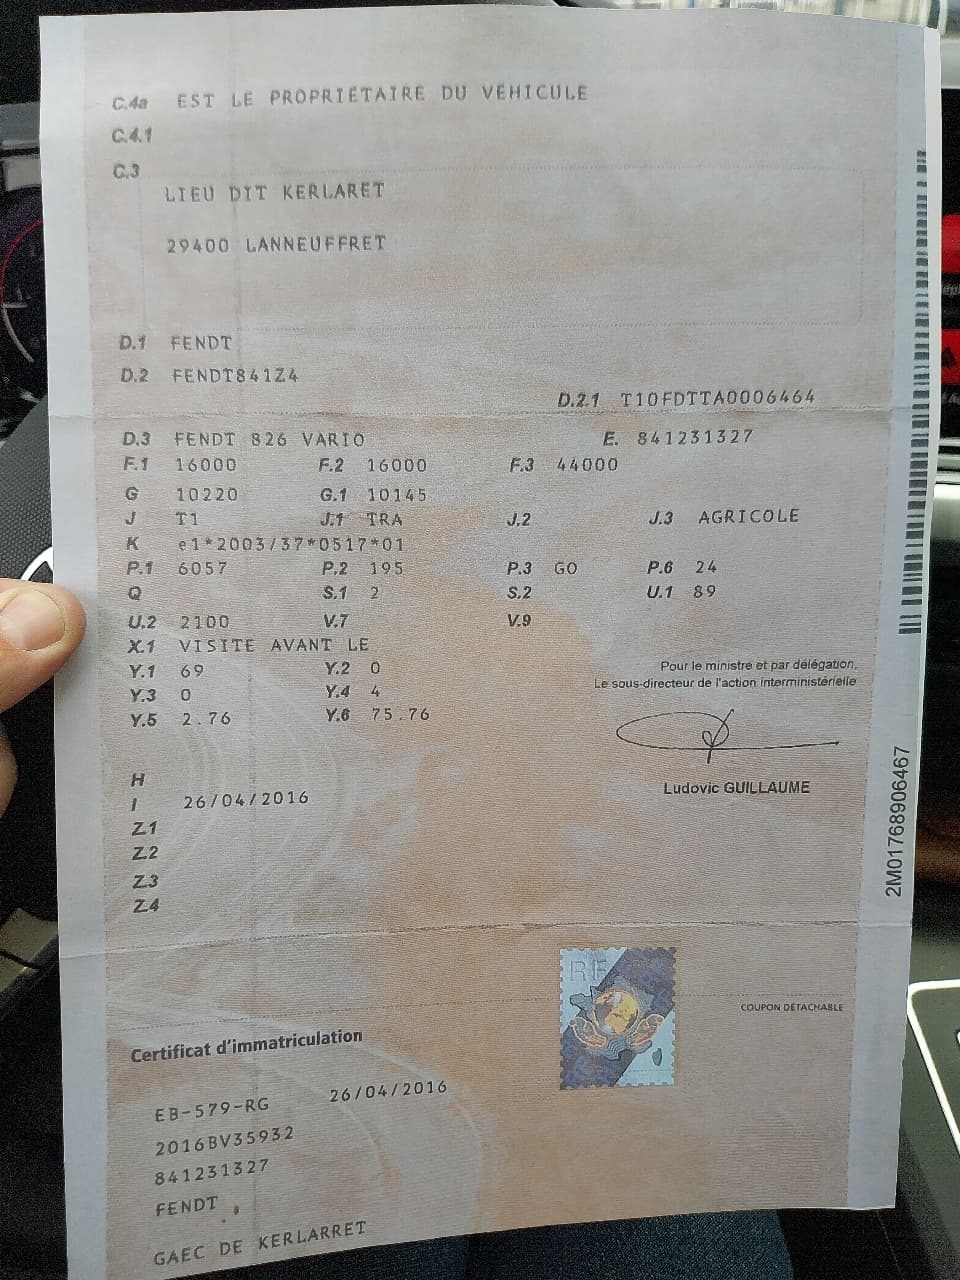 C.4a EST LE PROPRIÉTAIRE DU VÉHICULE
C.4.1
C.3
LIEU DIT KERLARET
29400 LANNEUFFRET
D.1 FENDT
D.2 FENDT841Z4
D.2.1 T10FDTTA0006464
D.3 FENDT 826 VARIO E. 841231327
F.1 16000 F.2 16000 F.3 44000
G 10220 G.1 10145
J T1 J.1 TRA J.2 J.3 AGRICOLE
K e1*2003/37*0517*01
P.1 6057 P.2 195 P.3 GO P.6 24
Q S.1 2 S.2 U.1 89
U.2 2100 V.7 V.9
X.1 VISITE AVANT LE
Y.1 69 Y.2 0
Y.3 0 Y.4 4
Y.5 2.76 Y.6 75.76
Pour le ministre et par délégation,
Le sous-directeur de l'action interministérielle
Ludovic GUILLAUME
H
I 26/04/2016
Z.1
Z.2
Z.3
Z.4
2M01768906467
RF
COUPON DÉTACHABLE
Certificat d'immatriculation
EB-579-RG 26/04/2016
2016BV35932
841231327
FENDT
GAEC DE KERLARRET